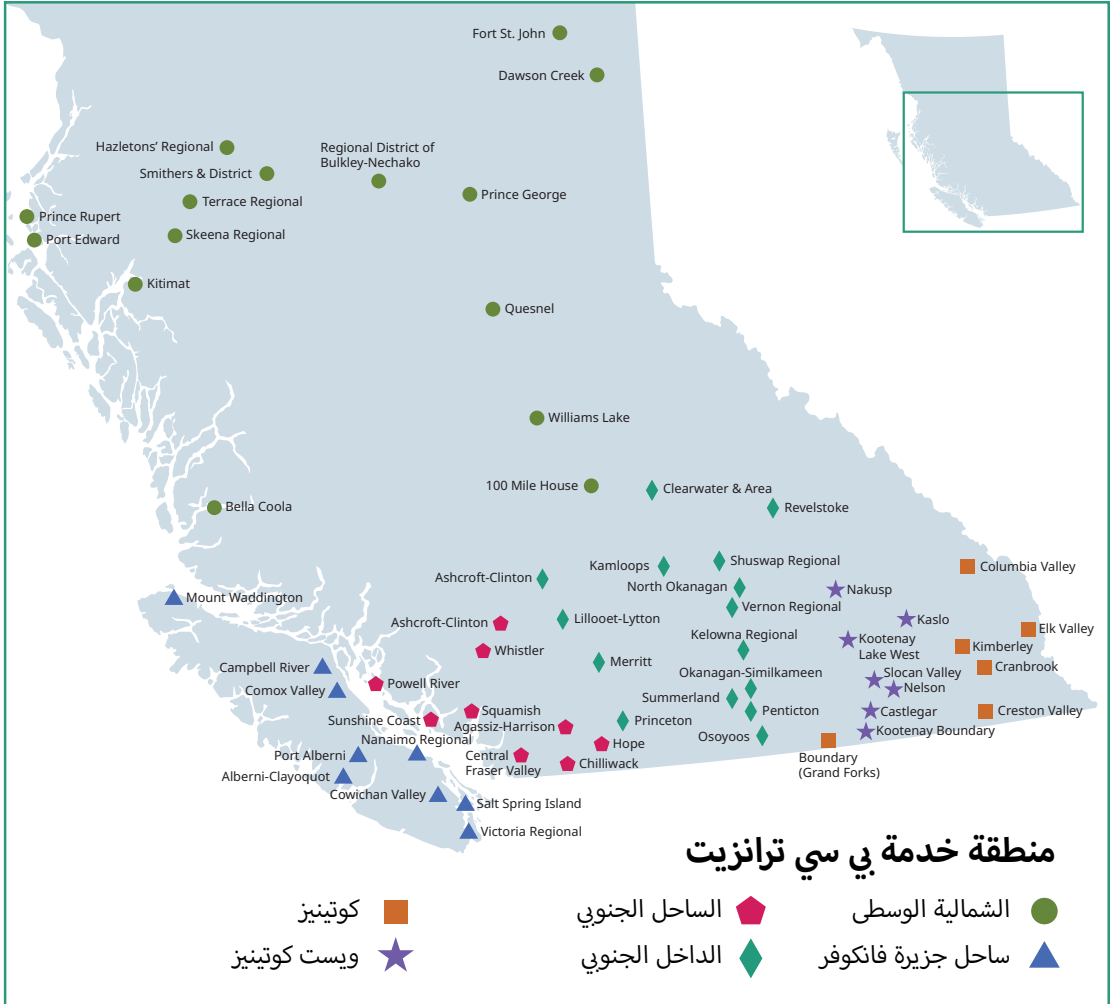 Fort St. John
Dawson Creek
Hazletons’ Regional
Regional District of
Bulkley-Nechako
Smithers & District
Terrace Regional
Prince George
Prince Rupert
Port Edward
Skeena Regional
Kitimat
Quesnel
Williams Lake
100 Mile House
Clearwater & Area
Bella Coola
Revelstoke
Kamloops
Shuswap Regional
Columbia Valley
Ashcroft-Clinton
North Okanagan
Nakusp
Mount Waddington
Vernon Regional
Ashcroft-Clinton
Lillooet-Lytton
Kaslo
Elk Valley
Kelowna Regional
Kootenay
Lake West
Kimberley
Whistler
Merritt
Cranbrook
Campbell River
Okanagan-Similkameen
Slocan Valley
Powell River
Nelson
Comox Valley
Summerland
Squamish
Penticton
Castlegar
Creston Valley
Sunshine Coast
Agassiz-Harrison
Princeton
Kootenay Boundary
Nanaimo Regional
Osoyoos
Hope
Port Alberni
Central
Fraser Valley
Chilliwack
Boundary
(Grand Forks)
Alberni-Clayoquot
Cowichan Valley
Salt Spring Island
Victoria Regional
منطقة خدمة بي سي ترانزيت
الشمالية الوسطى
الساحل الجنوبي
كوتينيز
ساحل جزيرة فانكوفر
الداخل الجنوبي
ويست كوتينيز